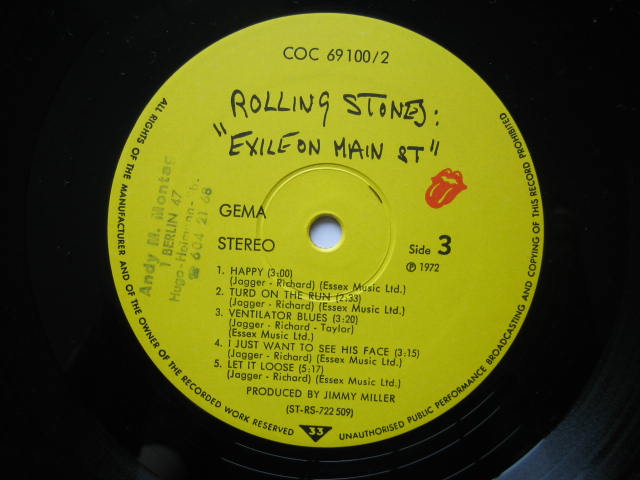 COC 69100/2
ROLLING STONES:
"EXILE ON MAIN ST"
GEMA
STEREO
Side 3
℗ 1972
1. HAPPY (3:00)
(Jagger - Richard) (Essex Music Ltd.)
2. TURD ON THE RUN (2:33)
(Jagger - Richard) (Essex Music Ltd.)
3. VENTILATOR BLUES (3:20)
(Jagger - Richard - Taylor)
(Essex Music Ltd.)
4. I JUST WANT TO SEE HIS FACE (3:15)
(Jagger - Richard) (Essex Music Ltd.)
5. LET IT LOOSE (5:17)
(Jagger - Richard) (Essex Music Ltd.)
PRODUCED BY JIMMY MILLER
(ST-RS-722 509)
33
ALL RIGHTS OF THE MANUFACTURER AND OF THE OWNER OF THE RECORDED WORK RESERVED
UNAUTHORISED PUBLIC PERFORMANCE BROADCASTING AND COPYING OF THIS RECORD PROHIBITED
Andy M. Montag
1 BERLIN 47
☎ 604 21 68